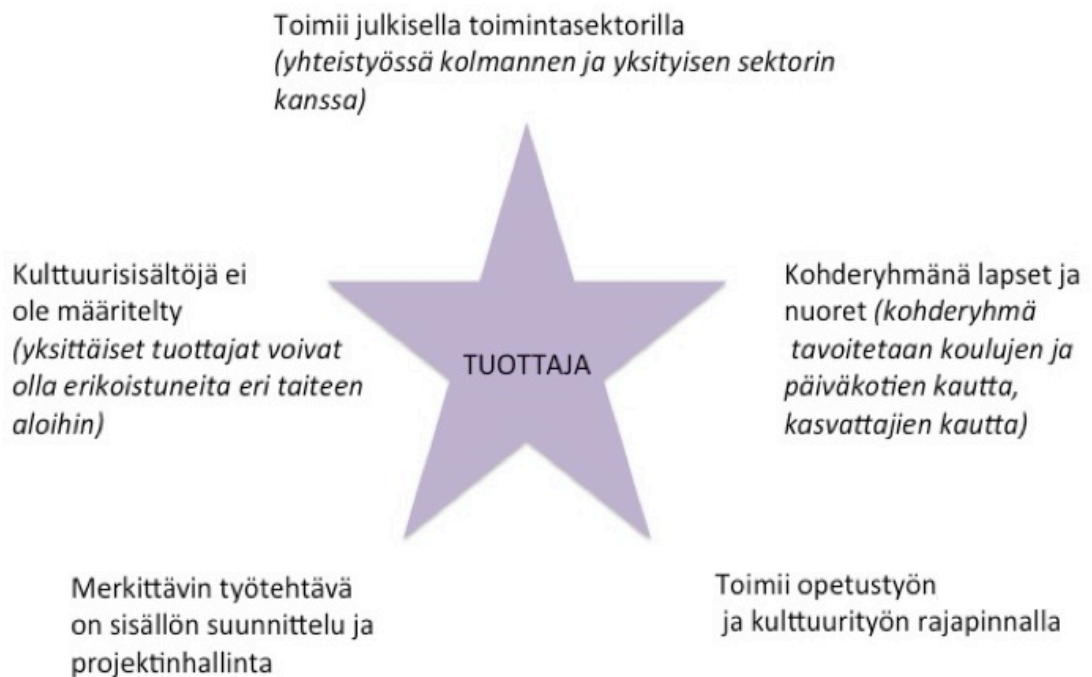 Toimii julkisella toimintasektorilla
(yhteistyössä kolmannen ja yksityisen sektorin
kanssa)
Kulttuurisisältöjä ei
ole määritelty
(yksittäiset tuottajat voivat
olla erikoistuneita eri taiteen
aloihin)
TUOTTAJA
Kohderyhmänä lapset ja
nuoret (kohderyhmä
tavoitetaan koulujen ja
päiväkotien kautta,
kasvattajien kautta)
Merkittävin työtehtävä
on sisällön suunnittelu ja
projektinhallinta
Toimii opetustyön
ja kulttuurityön rajapinnalla